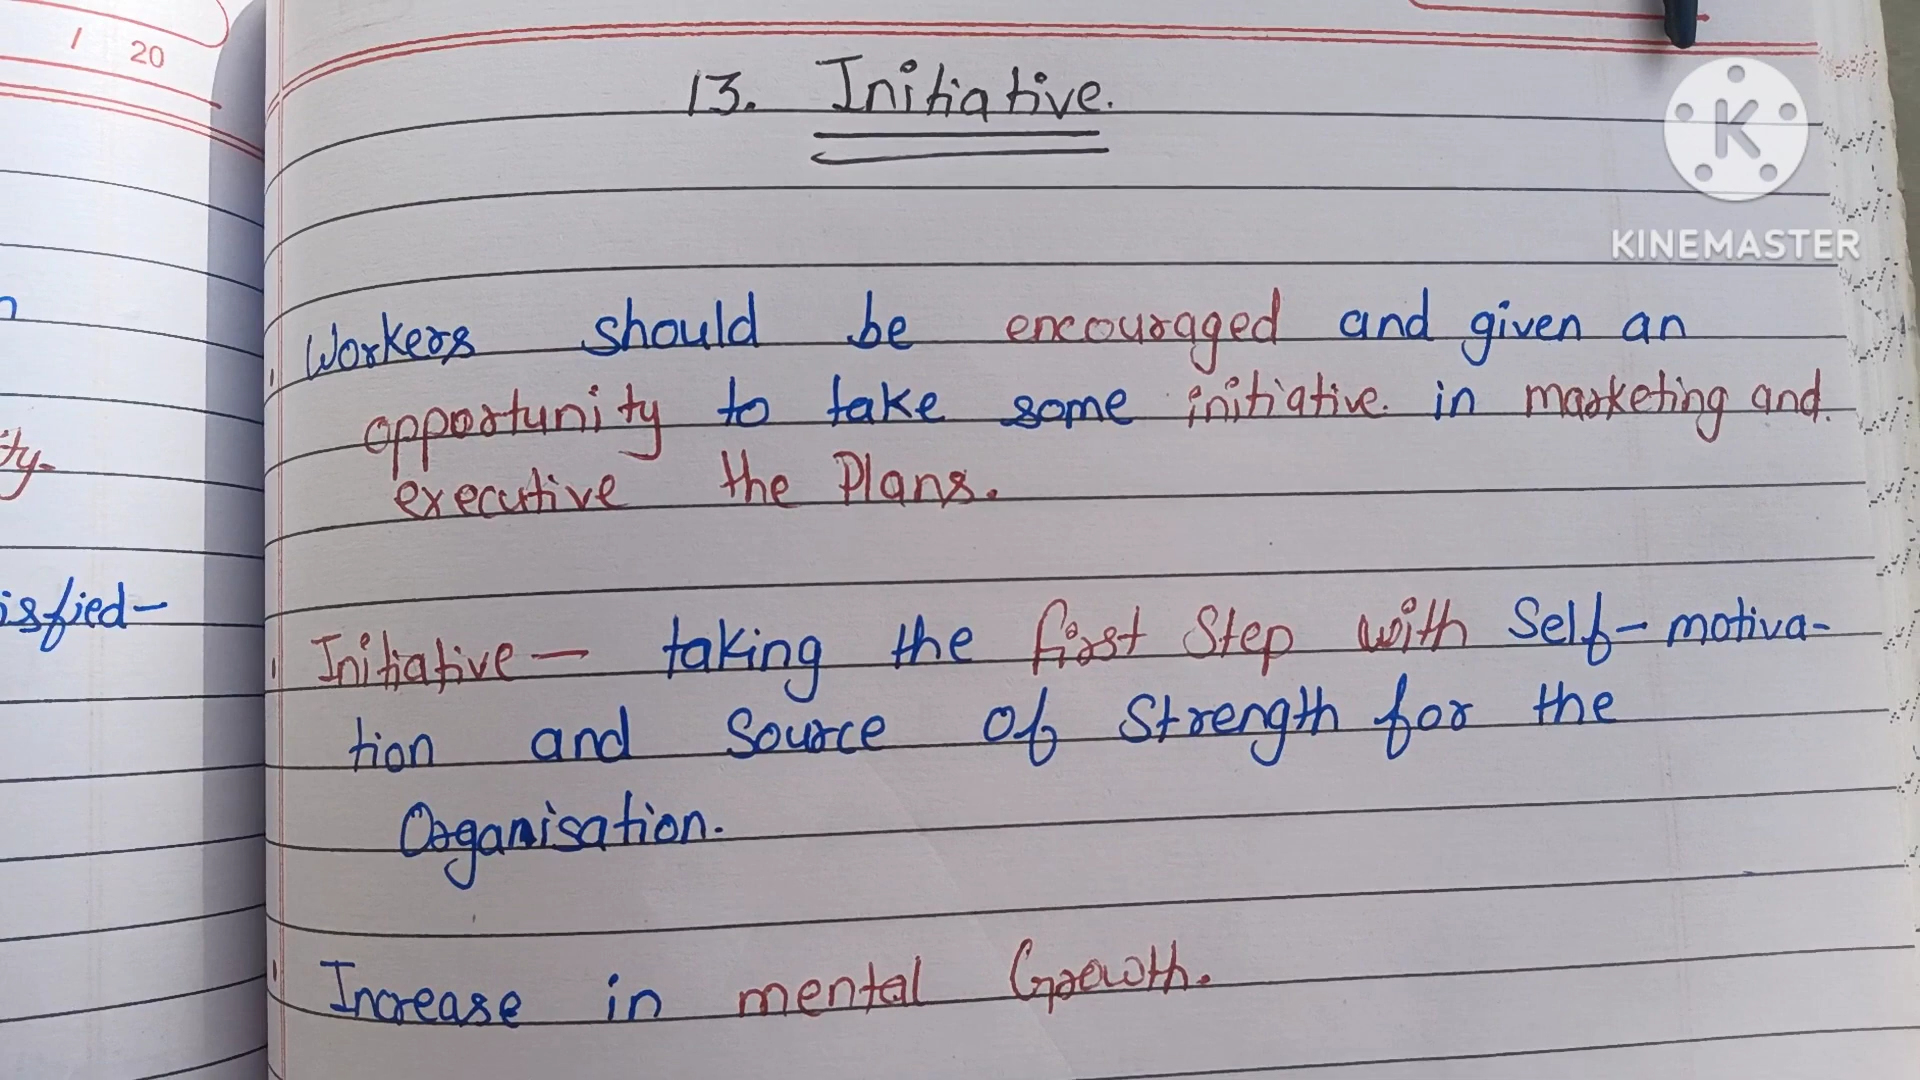 / 20
ty-
isfied-
13. Initiative.
KINEMASTER
Workers should be encouraged and given an
opportunity to take some initiative. in marketing and.
executive the Plans.
Initiative - taking the first Step with Self-motiva-
tion and Source Of Strength for the
Organisation.
Increase in mental Growth.